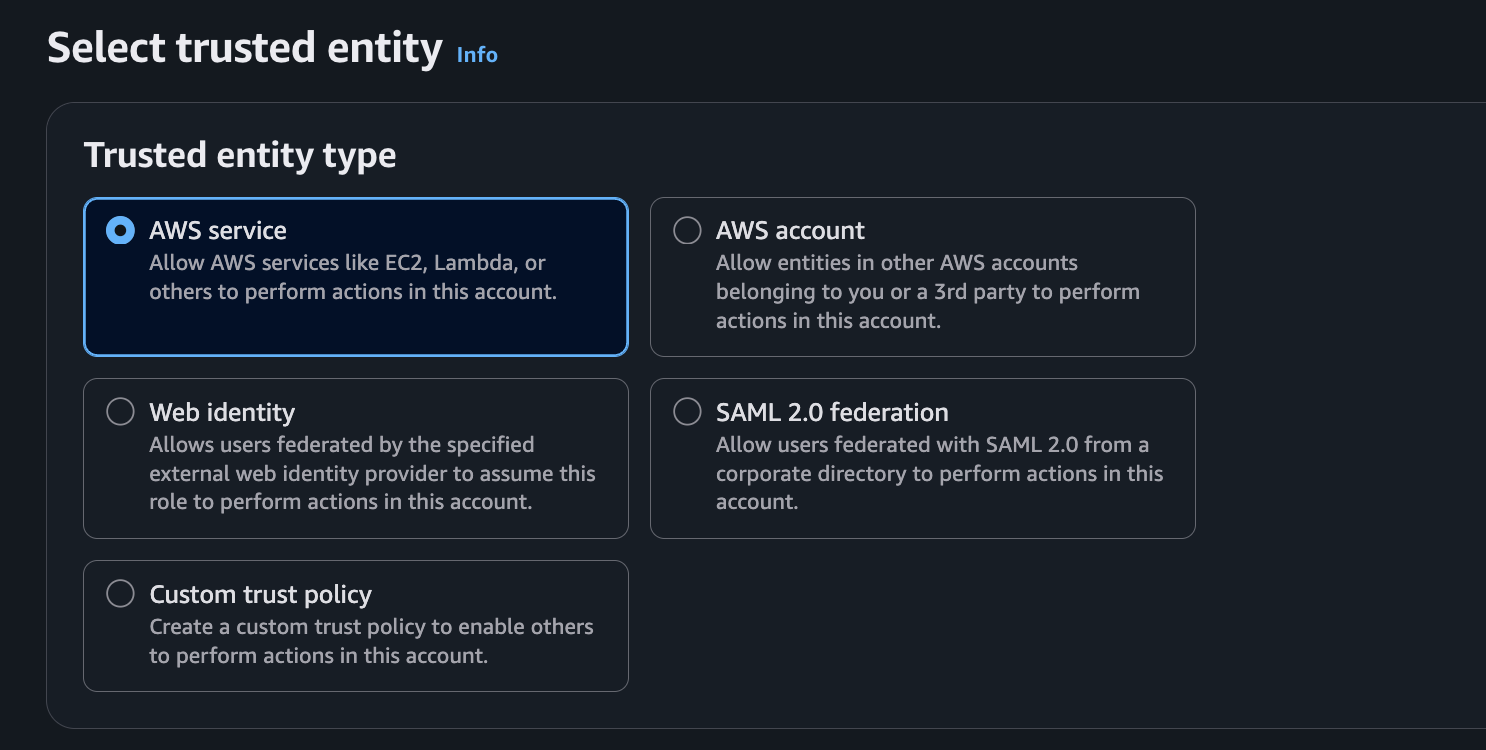 Select trusted entity Info
Trusted entity type
AWS service
Allow AWS services like EC2, Lambda, or
others to perform actions in this account.
AWS account
Allow entities in other AWS accounts
belonging to you or a 3rd party to perform
actions in this account.
Web identity
Allows users federated by the specified
external web identity provider to assume this
role to perform actions in this account.
SAML 2.0 federation
Allow users federated with SAML 2.0 from a
corporate directory to perform actions in this
account.
Custom trust policy
Create a custom trust policy to enable others
to perform actions in this account.